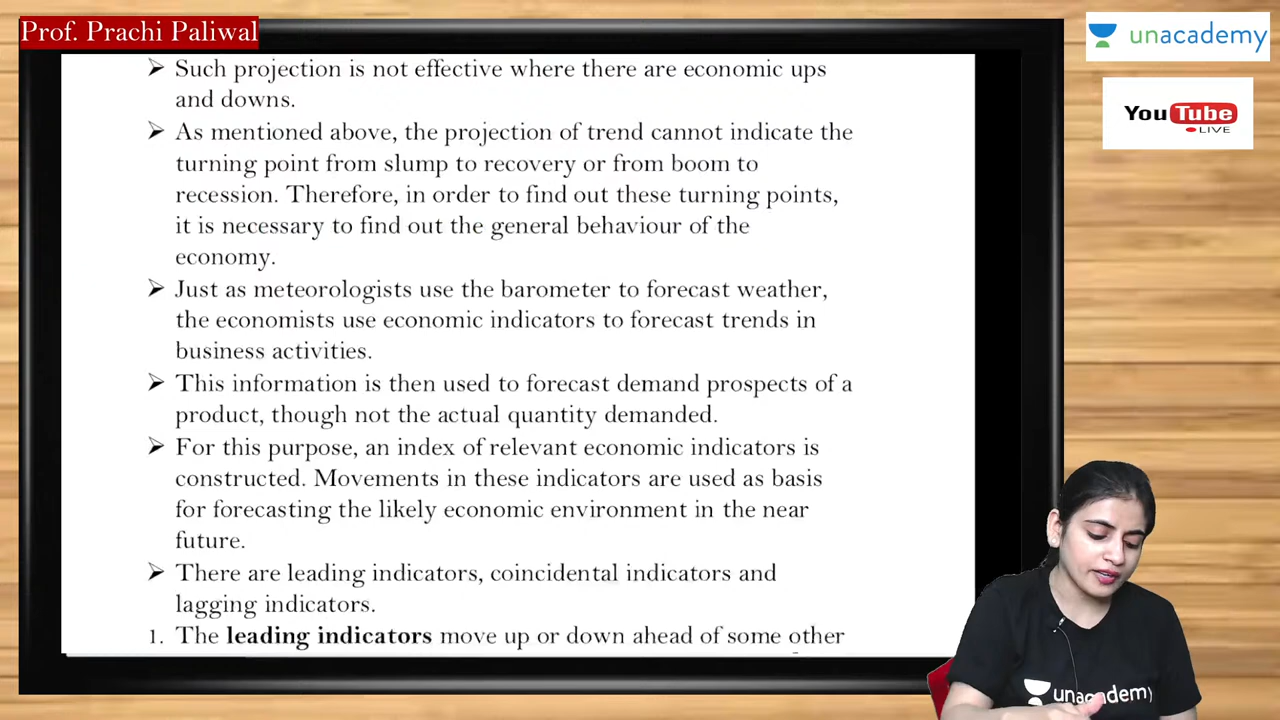 Prof. Prachi Paliwal
unacademy
YouTube
LIVE
➢ Such projection is not effective where there are economic ups
and downs.
➢ As mentioned above, the projection of trend cannot indicate the
turning point from slump to recovery or from boom to
recession. Therefore, in order to find out these turning points,
it is necessary to find out the general behaviour of the
economy.
➢ Just as meteorologists use the barometer to forecast weather,
the economists use economic indicators to forecast trends in
business activities.
➢ This information is then used to forecast demand prospects of a
product, though not the actual quantity demanded.
➢ For this purpose, an index of relevant economic indicators is
constructed. Movements in these indicators are used as basis
for forecasting the likely economic environment in the near
future.
➢ There are leading indicators, coincidental indicators and
lagging indicators.
1. The leading indicators move up or down ahead of some other
unacademy